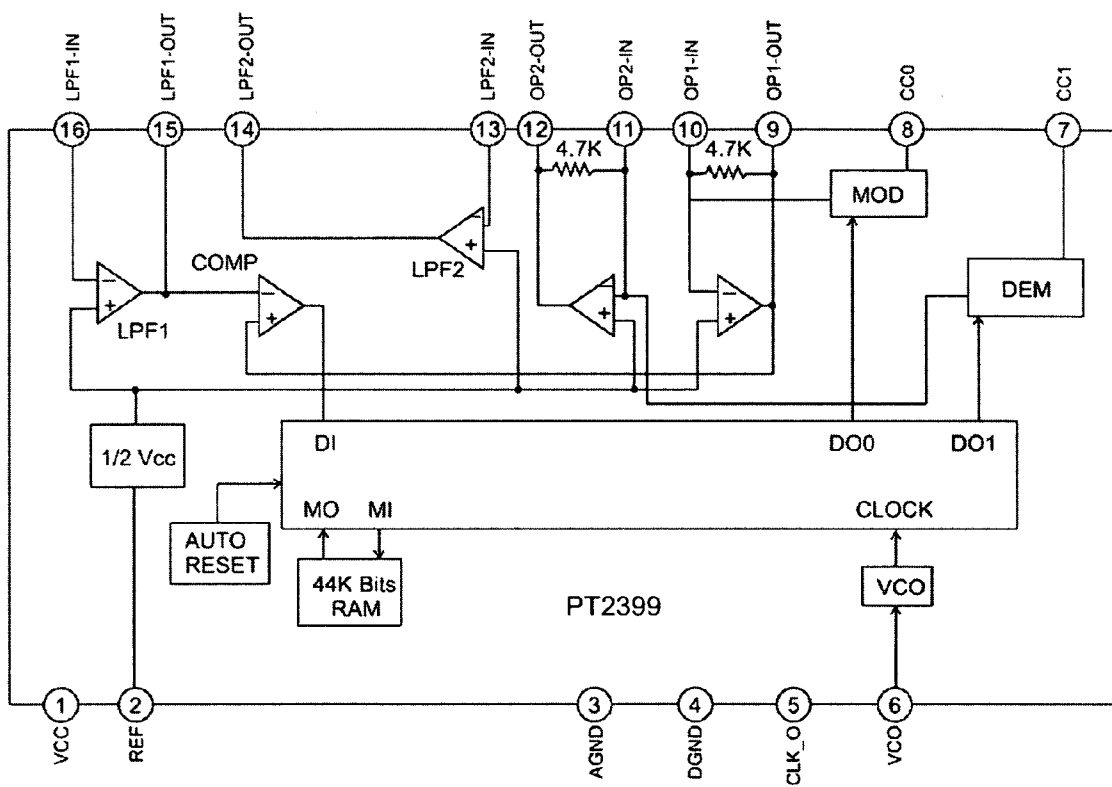 LPF1-IN
LPF1-OUT
LPF2-OUT
LPF2-IN
OP2-OUT
OP2-IN
OP1-IN
OP1-OUT
CC0
CC1
16
15
14
13
12
11
10
9
8
7
4.7K
4.7K
MOD
−
+
LPF2
COMP
DEM
−
+
LPF1
−
+
−
+
−
+
1/2 Vcc
DI
DO0
DO1
MO
MI
CLOCK
AUTO
RESET
44K Bits
RAM
VCO
PT2399
1
2
3
4
5
6
VCC
REF
AGND
DGND
CLK_O
VCO